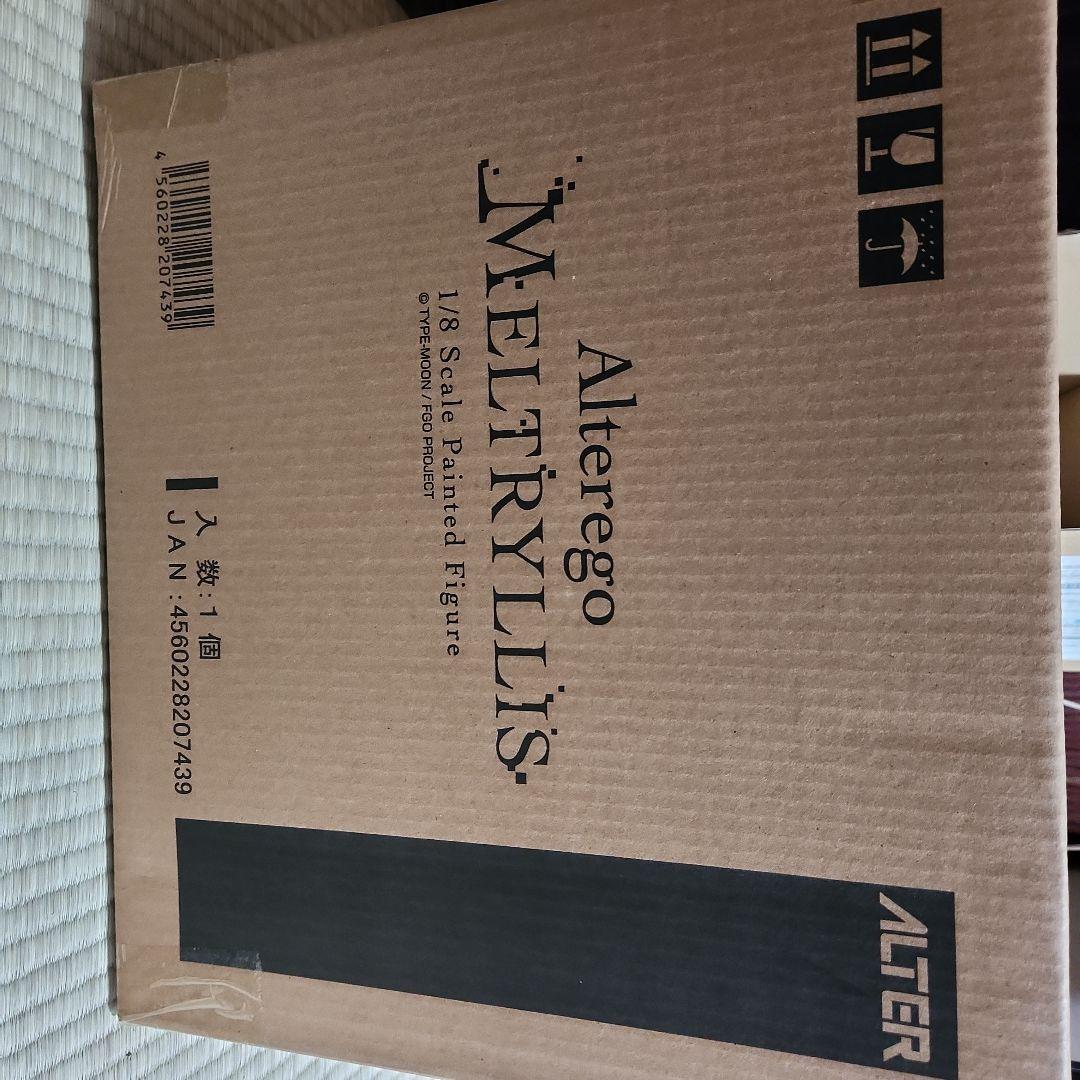 Alterego
MELTRYLLIS
1/8 Scale Painted Figure
© TYPE-MOON / FGO PROJECT
4 560228 207439
入 数:1 個
JAN:4560228207439
ALTER